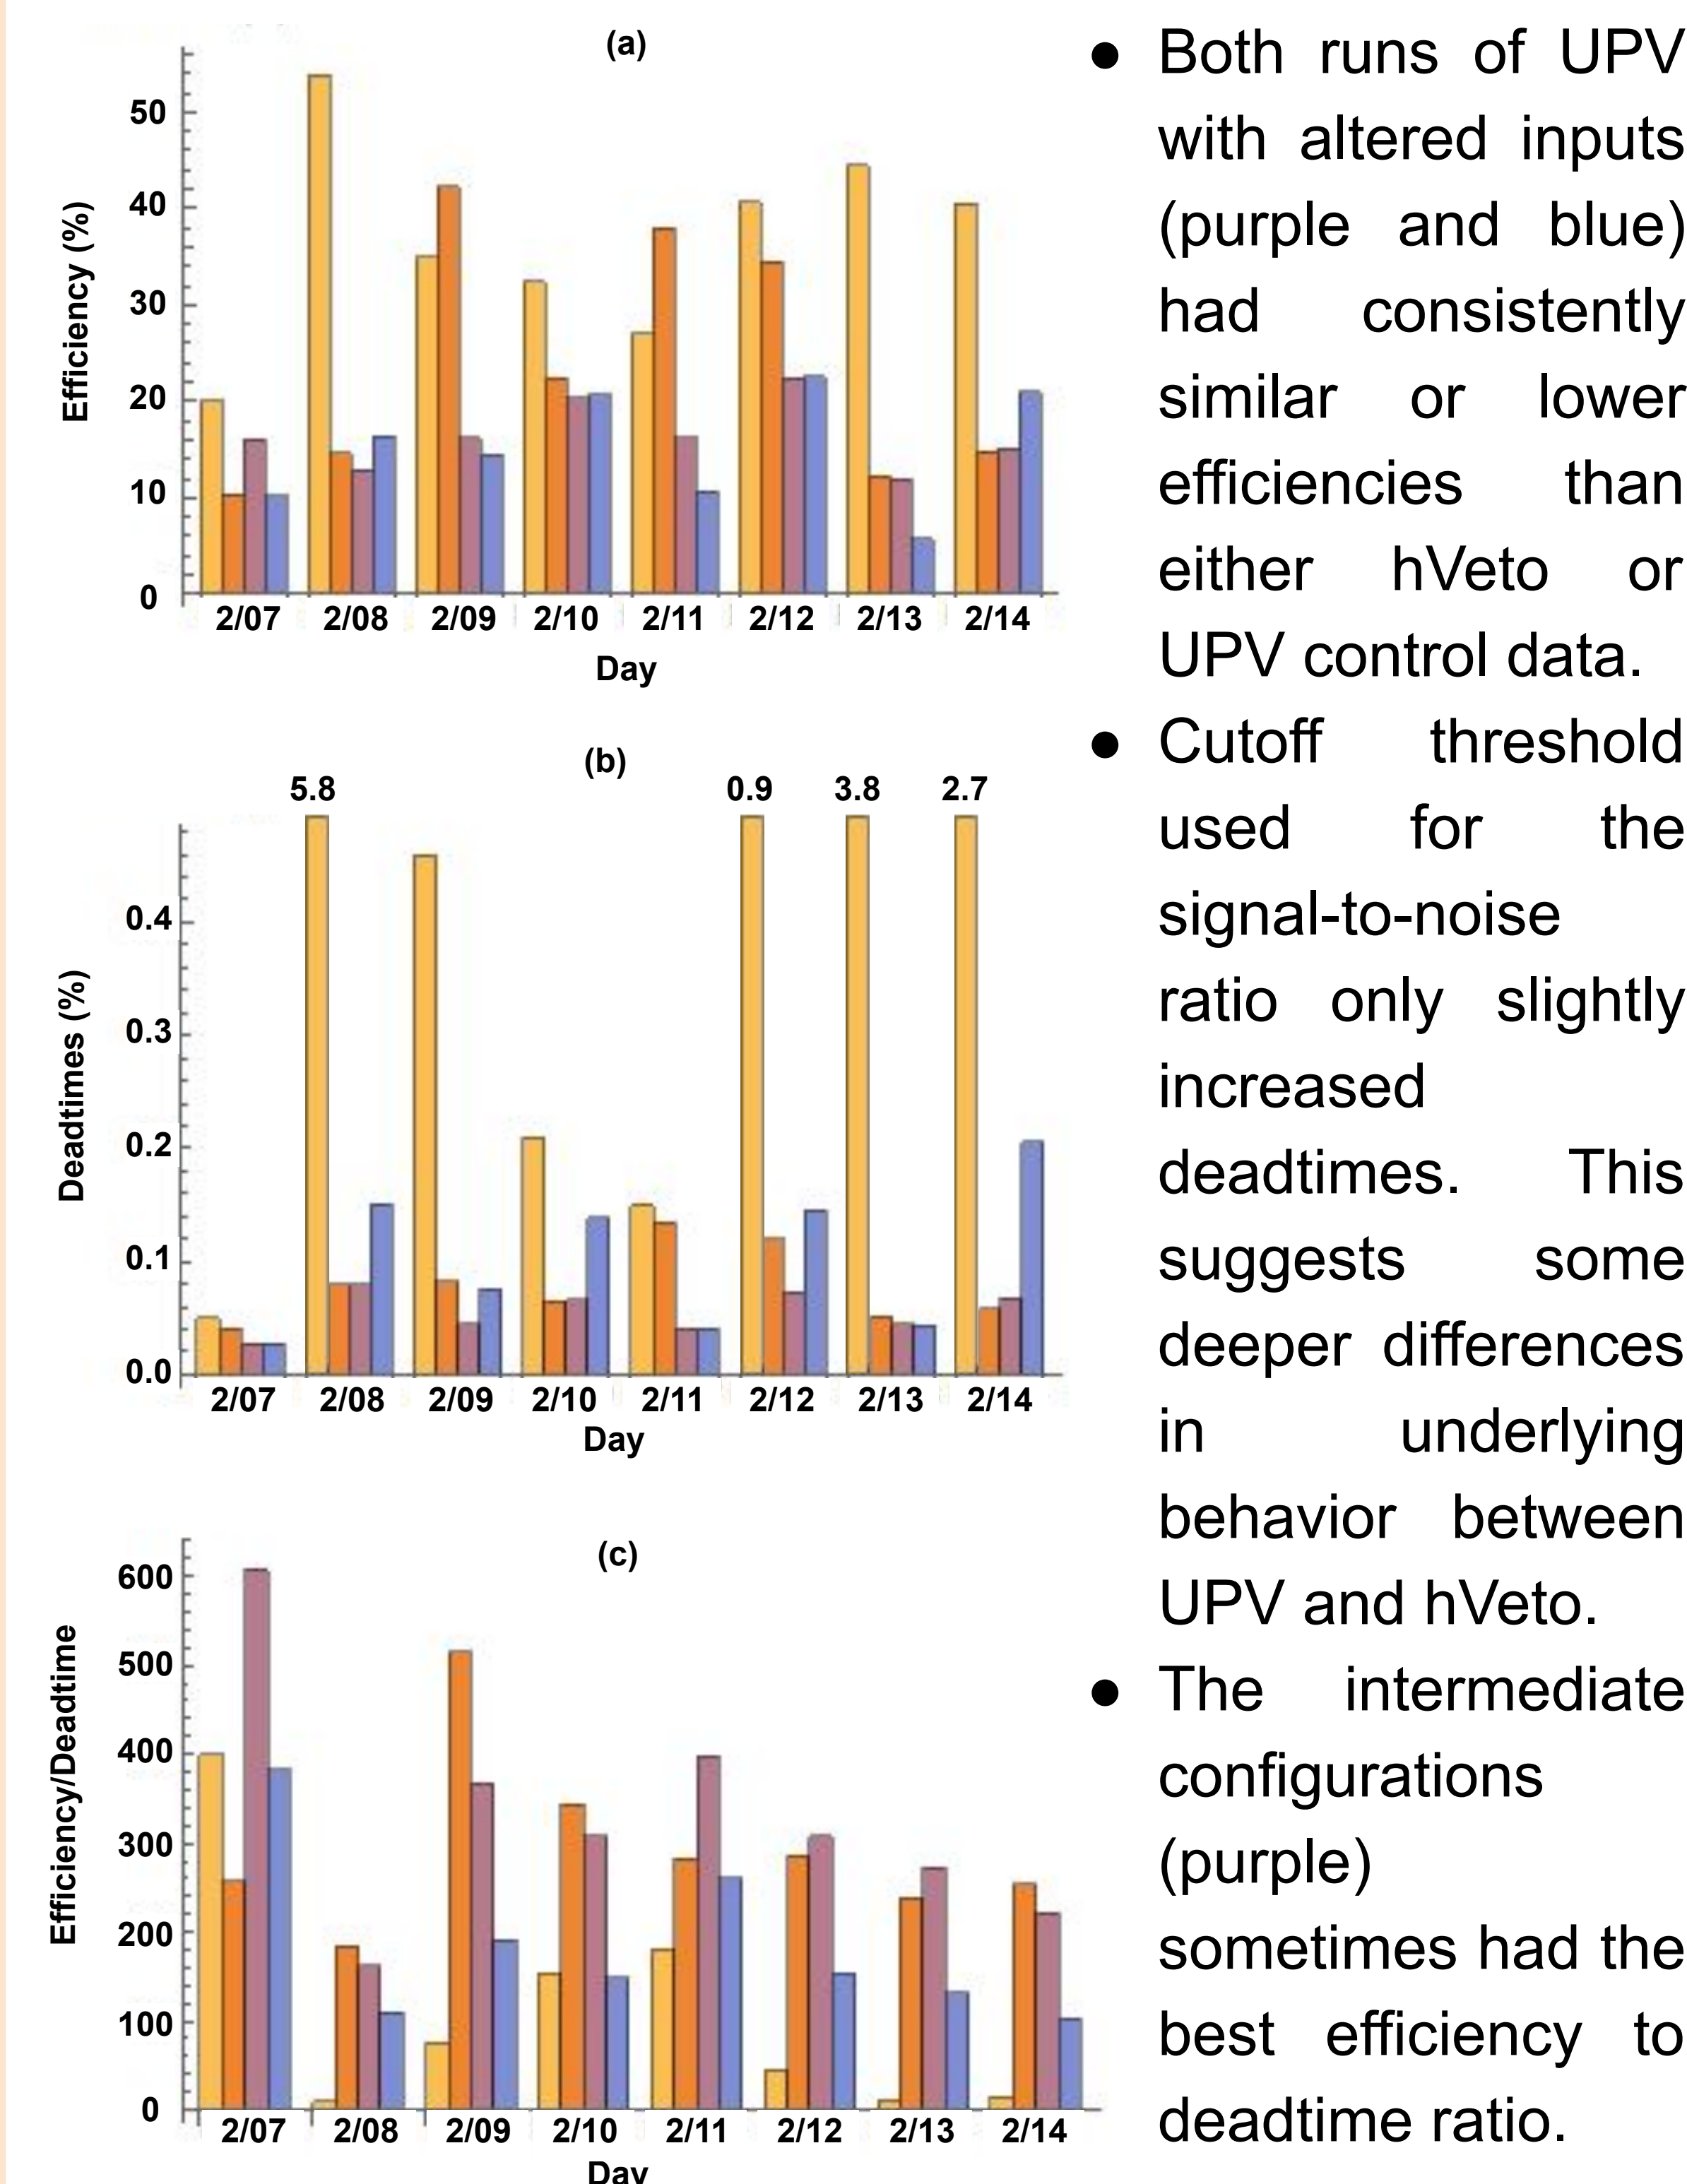 (a)
50
40
30
20
10
0
Efficiency (%)
2/07 2/08 2/09 2/10 2/11 2/12 2/13 2/14
Day
(b)
5.8 0.9 3.8 2.7
0.4
0.3
0.2
0.1
0.0
Deadtimes (%)
2/07 2/08 2/09 2/10 2/11 2/12 2/13 2/14
Day
(c)
600
500
400
300
200
100
0
Efficiency/Deadtime
2/07 2/08 2/09 2/10 2/11 2/12 2/13 2/14
Day
● Both runs of UPV
with altered inputs
(purple and blue)
had consistently
similar or lower
efficiencies than
either hVeto or
UPV control data.
● Cutoff threshold
used for the
signal-to-noise
ratio only slightly
increased
deadtimes. This
suggests some
deeper differences
in underlying
behavior between
UPV and hVeto.
● The intermediate
configurations
(purple)
sometimes had the
best efficiency to
deadtime ratio.